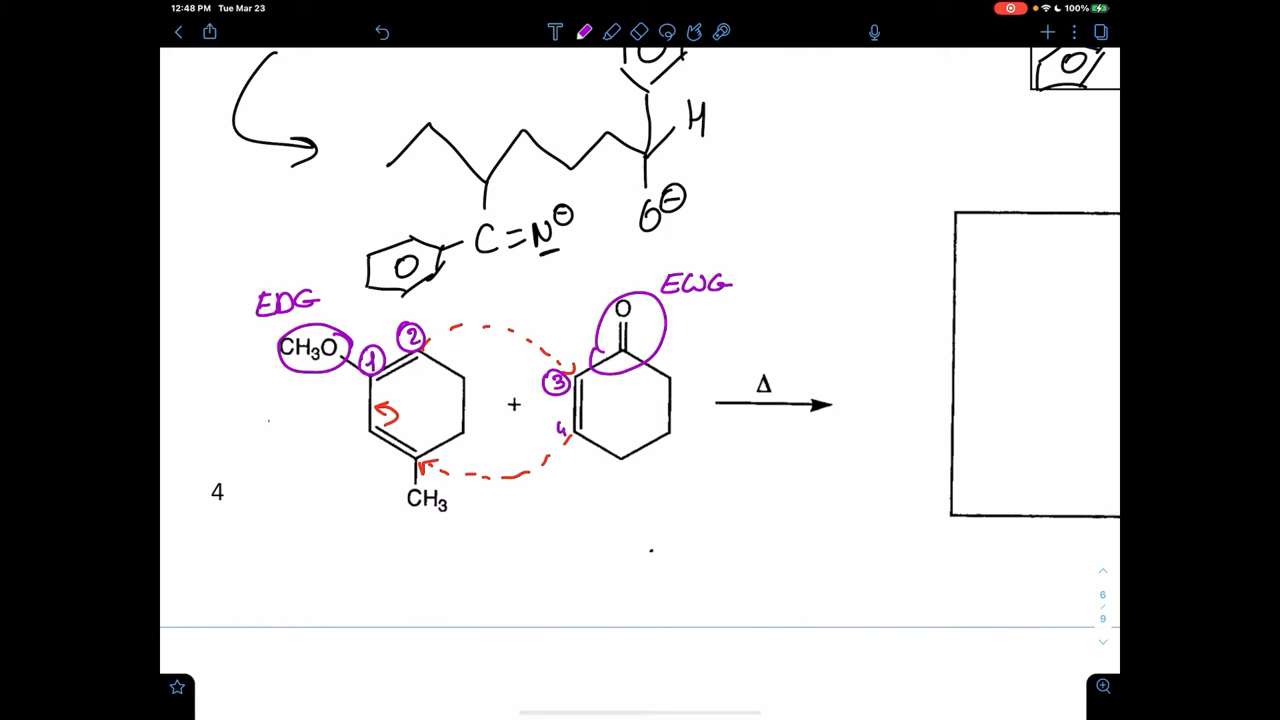 12:48 PM Tue Mar 23
100%
T
H
O⊖
C=N⊖
EDG
EWG
CH3O
1
2
3
4
O
+
Δ
CH3
4
6
/
9